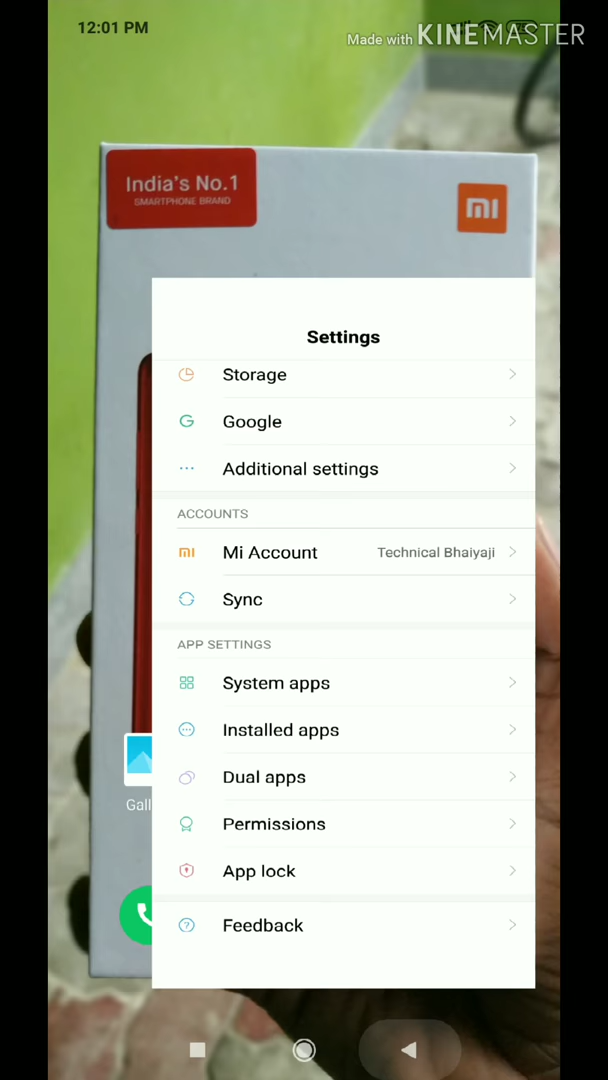 12:01 PM
Made with KINEMASTER
India's No.1
SMARTPHONE BRAND
MI
Settings
Storage
Google
Additional settings
ACCOUNTS
MI Mi Account Technical Bhaiyaji
Sync
APP SETTINGS
System apps
Installed apps
Dual apps
Gall
Permissions
App lock
Feedback